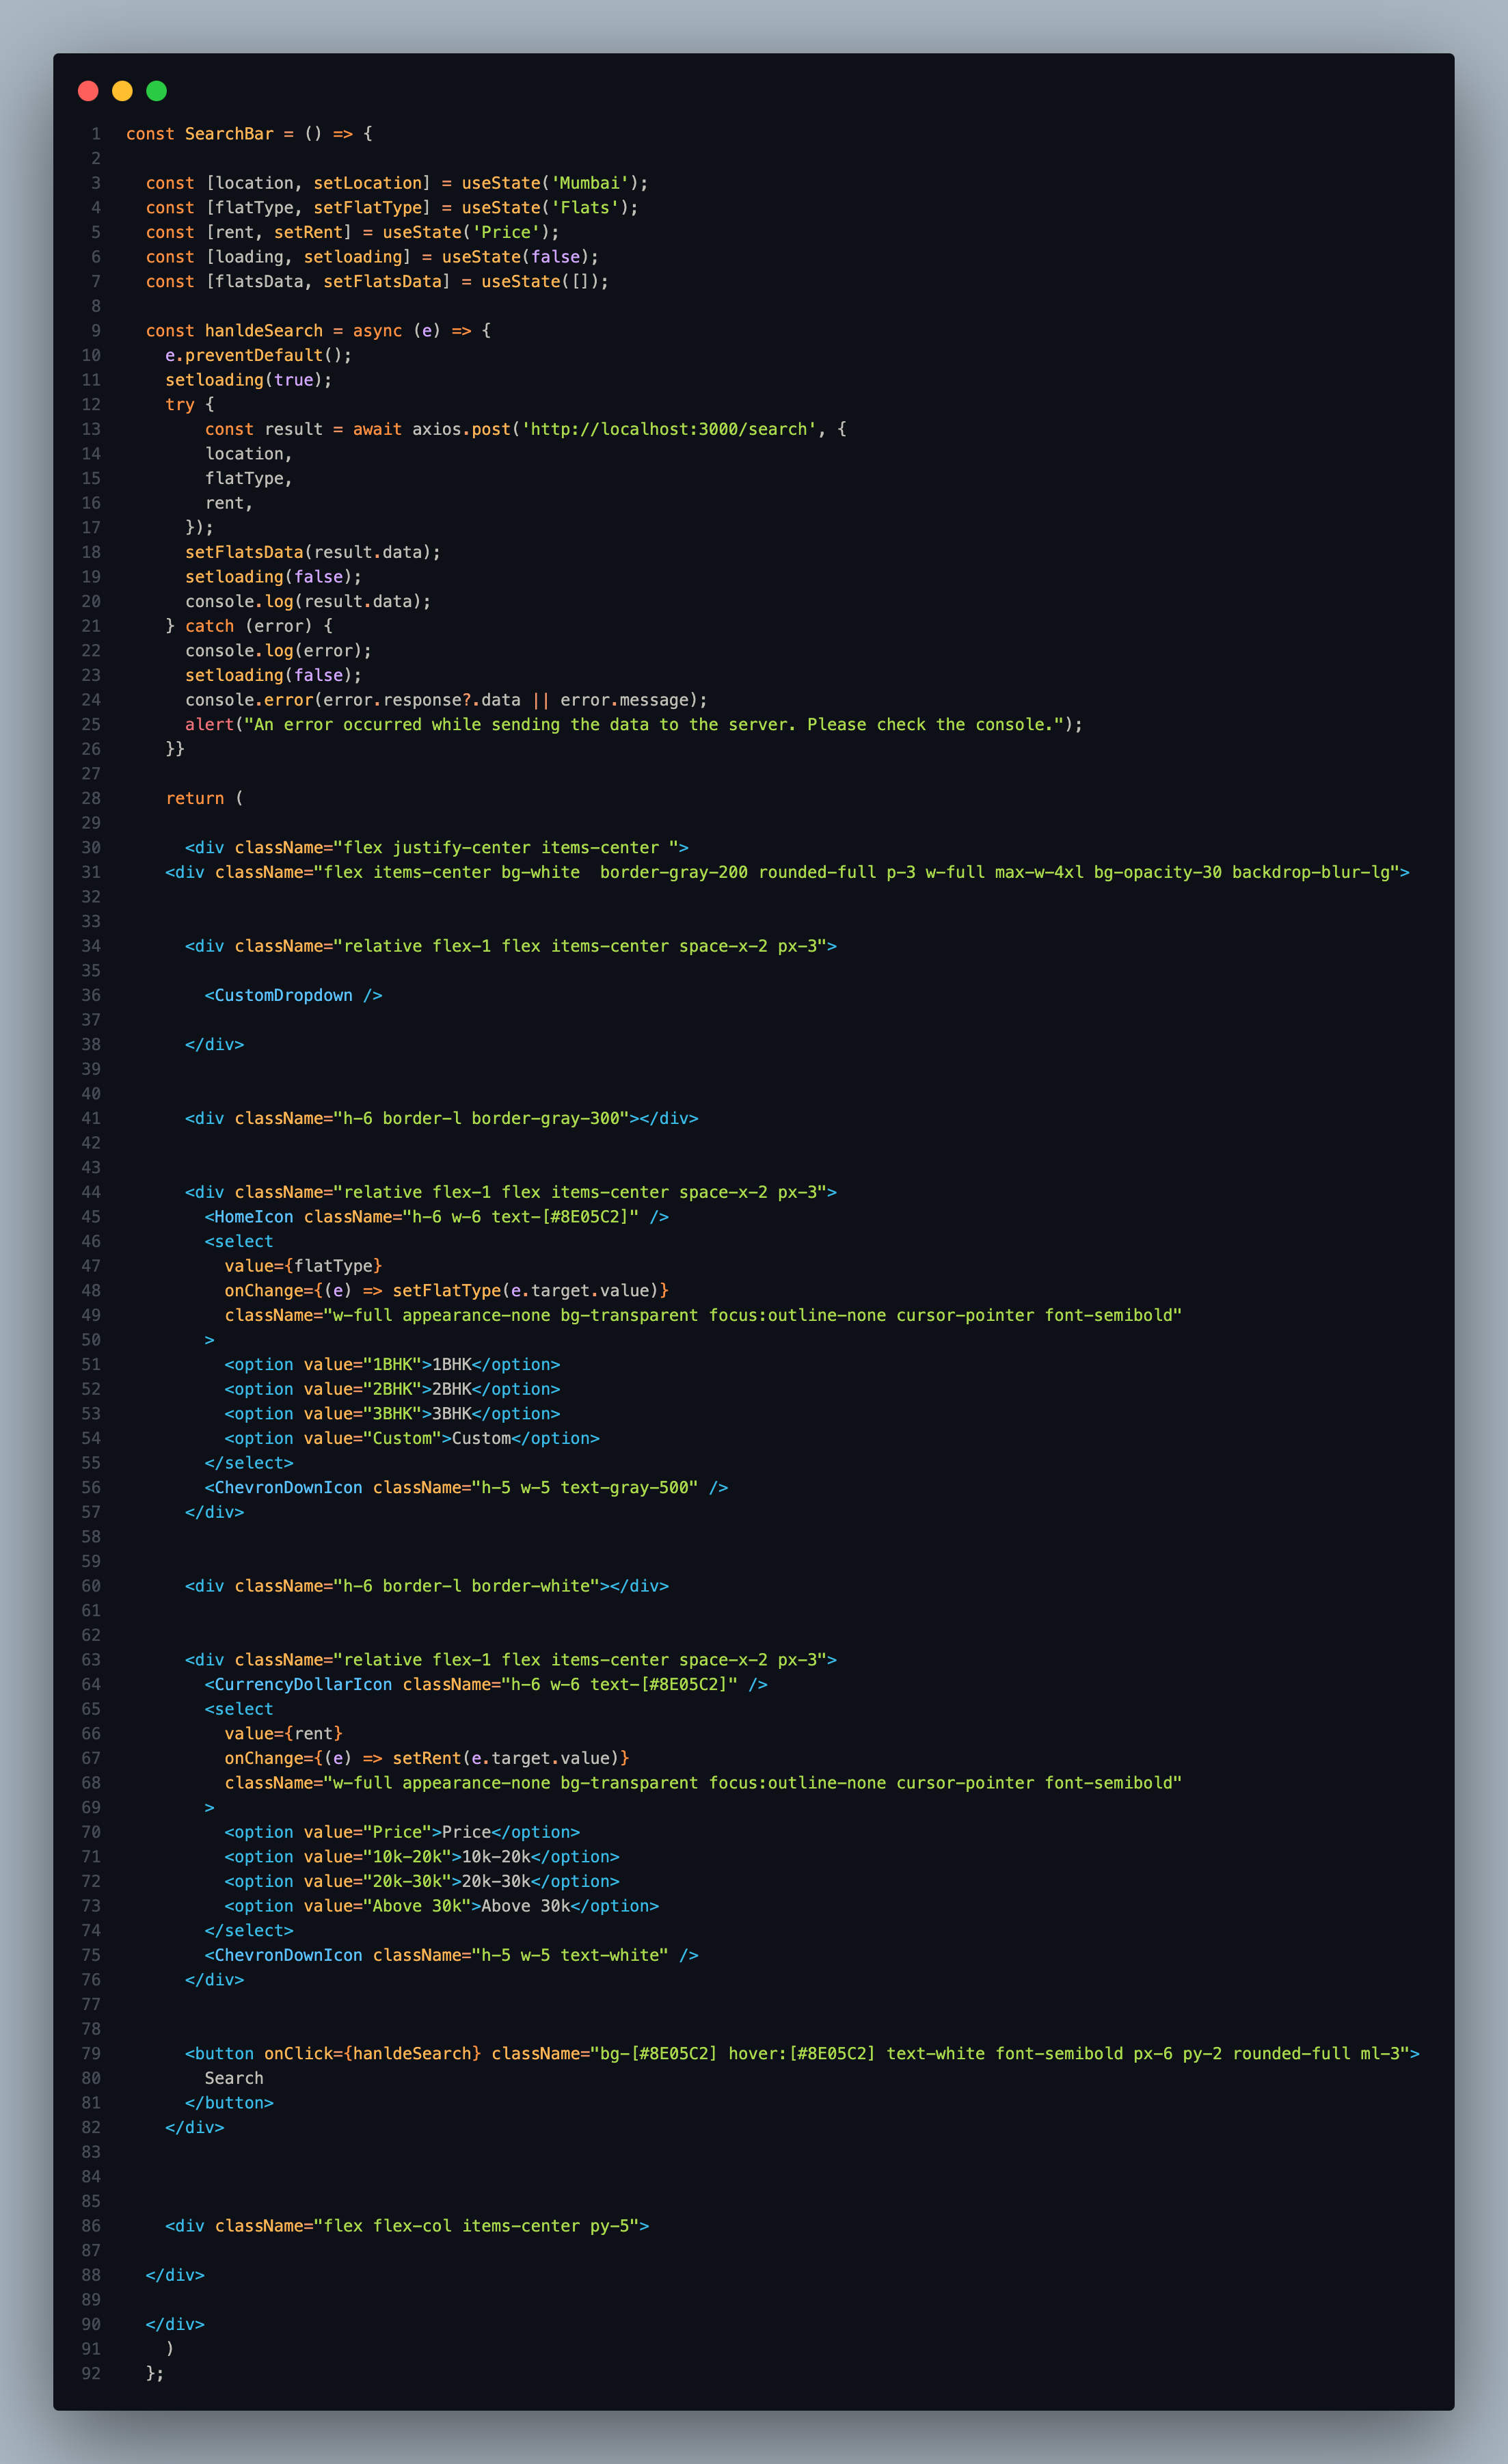 1 const SearchBar = () => {
2
3 const [location, setLocation] = useState('Mumbai');
4 const [flatType, setFlatType] = useState('Flats');
5 const [rent, setRent] = useState('Price');
6 const [loading, setloading] = useState(false);
7 const [flatsData, setFlatsData] = useState([]);
8
9 const hanldeSearch = async (e) => {
10 e.preventDefault();
11 setloading(true);
12 try {
13 const result = await axios.post('http://localhost:3000/search', {
14 location,
15 flatType,
16 rent,
17 });
18 setFlatsData(result.data);
19 setloading(false);
20 console.log(result.data);
21 } catch (error) {
22 console.log(error);
23 setloading(false);
24 console.error(error.response?.data || error.message);
25 alert("An error occurred while sending the data to the server. Please check the console.");
26 }}
27
28 return (
29
30 <div className="flex justify-center items-center ">
31 <div className="flex items-center bg-white  border-gray-200 rounded-full p-3 w-full max-w-4xl bg-opacity-30 backdrop-blur-lg">
32
33
34 <div className="relative flex-1 flex items-center space-x-2 px-3">
35
36 <CustomDropdown />
37
38 </div>
39
40
41 <div className="h-6 border-l border-gray-300"></div>
42
43
44 <div className="relative flex-1 flex items-center space-x-2 px-3">
45 <HomeIcon className="h-6 w-6 text-[#8E05C2]" />
46 <select
47 value={flatType}
48 onChange={(e) => setFlatType(e.target.value)}
49 className="w-full appearance-none bg-transparent focus:outline-none cursor-pointer font-semibold"
50 >
51 <option value="1BHK">1BHK</option>
52 <option value="2BHK">2BHK</option>
53 <option value="3BHK">3BHK</option>
54 <option value="Custom">Custom</option>
55 </select>
56 <ChevronDownIcon className="h-5 w-5 text-gray-500" />
57 </div>
58
59
60 <div className="h-6 border-l border-white"></div>
61
62
63 <div className="relative flex-1 flex items-center space-x-2 px-3">
64 <CurrencyDollarIcon className="h-6 w-6 text-[#8E05C2]" />
65 <select
66 value={rent}
67 onChange={(e) => setRent(e.target.value)}
68 className="w-full appearance-none bg-transparent focus:outline-none cursor-pointer font-semibold"
69 >
70 <option value="Price">Price</option>
71 <option value="10k-20k">10k-20k</option>
72 <option value="20k-30k">20k-30k</option>
73 <option value="Above 30k">Above 30k</option>
74 </select>
75 <ChevronDownIcon className="h-5 w-5 text-white" />
76 </div>
77
78
79 <button onClick={hanldeSearch} className="bg-[#8E05C2] hover:[#8E05C2] text-white font-semibold px-6 py-2 rounded-full ml-3">
80 Search
81 </button>
82 </div>
83
84
85
86 <div className="flex flex-col items-center py-5">
87
88 </div>
89
90 </div>
91 )
92 };